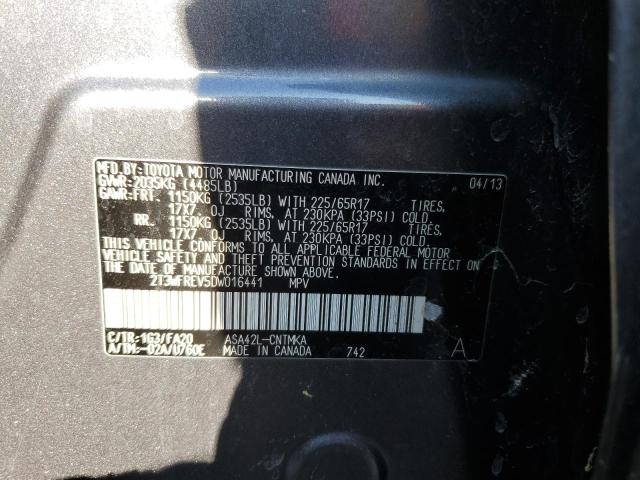 MFD.BY:TOYOTA MOTOR MANUFACTURING CANADA INC. 04/13
GVWR:2035KG (4485LB)
GAWR:FRT. 1150KG (2535LB) WITH 225/65R17 TIRES,
17X7 0J RIMS, AT 230KPA (33PSI) COLD.
RR. 1150KG (2535LB) WITH 225/65R17 TIRES,
17X7 0J RIMS, AT 230KPA (33PSI) COLD.
THIS VEHICLE CONFORMS TO ALL APPLICABLE FEDERAL MOTOR
VEHICLE SAFETY AND THEFT PREVENTION STANDARDS IN EFFECT ON
THE DATE OF MANUFACTURE SHOWN ABOVE.
2T3WFREV5DW016441 MPV
C/TR:1G3/FA20 ASA42L-CNTMKA
A/TM:-02A/U760E MADE IN CANADA 742 A